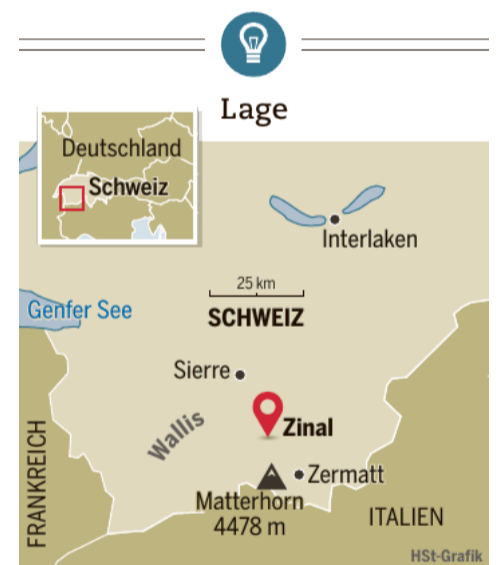 Lage
Deutschland
Schweiz
Interlaken
25 km
Genfer See
SCHWEIZ
Sierre
Wallis
Zinal
FRANKREICH
Zermatt
Matterhorn
4478 m
ITALIEN
HSt-Grafik